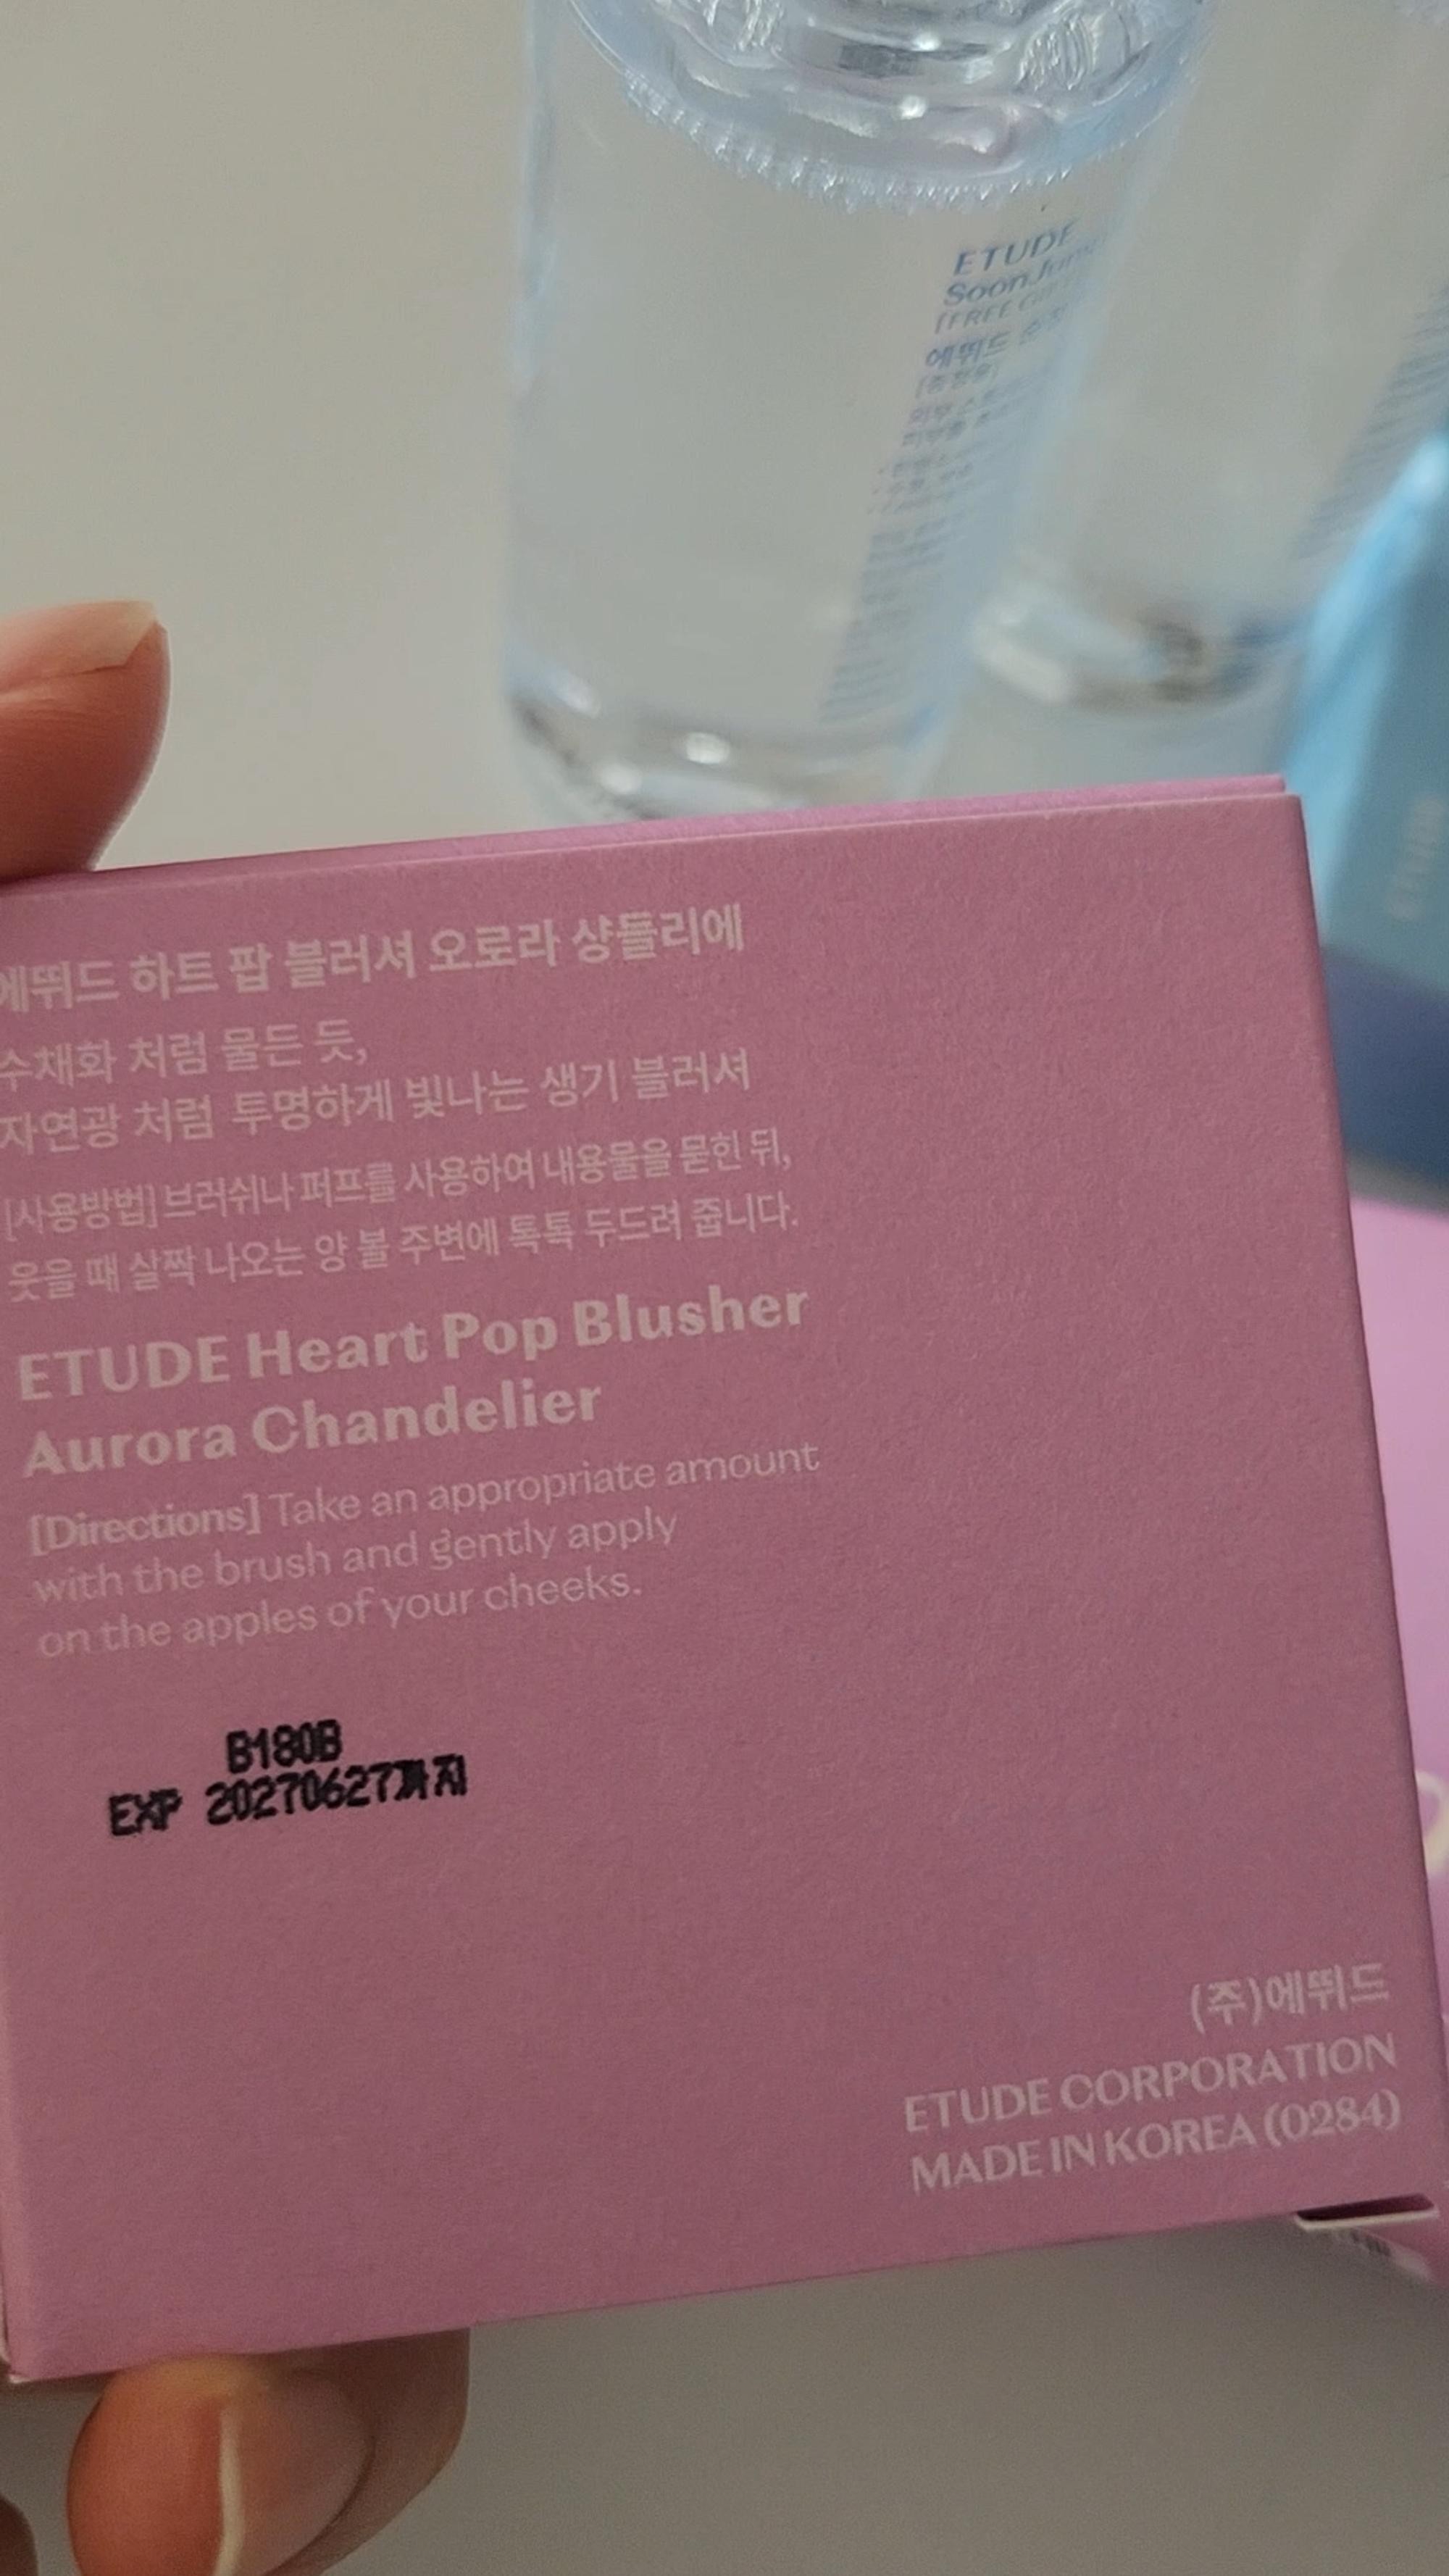 ETUDE
SoonJung
[FREE
에뛰드 순정
[증정용]
에뛰드 하트 팝 블러셔 오로라 샹들리에
수채화 처럼 물든 듯,
자연광 처럼 투명하게 빛나는 생기 블러셔
[사용방법] 브러쉬나 퍼프를 사용하여 내용물을 묻힌 뒤,
웃을 때 살짝 나오는 양 볼 주변에 톡톡 두드려 줍니다.
ETUDE Heart Pop Blusher
Aurora Chandelier
[Directions] Take an appropriate amount
with the brush and gently apply
on the apples of your cheeks.
B180B
EXP 20270627까지
(주)에뛰드
ETUDE CORPORATION
MADE IN KOREA (0284)